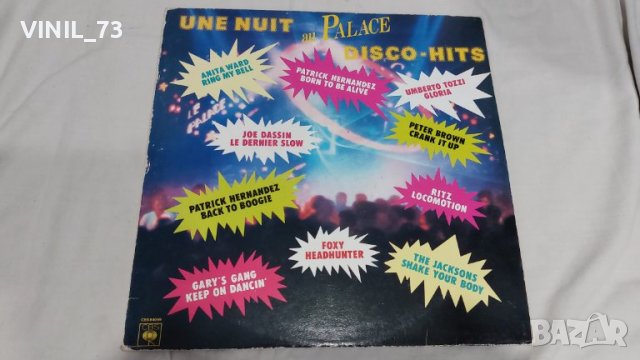 VINIL_73
UNE NUIT au PALACE
DISCO-HITS
ANITA WARD
RING MY BELL
PATRICK HERNANDEZ
BORN TO BE ALIVE
UMBERTO TOZZI
GLORIA
JOE DASSIN
LE DERNIER SLOW
PETER BROWN
CRANK IT UP
PATRICK HERNANDEZ
BACK TO BOOGIE
RITZ
LOCOMOTION
FOXY
HEADHUNTER
GARY'S GANG
KEEP ON DANCIN'
THE JACKSONS
SHAKE YOUR BODY
CBS
BAZAR